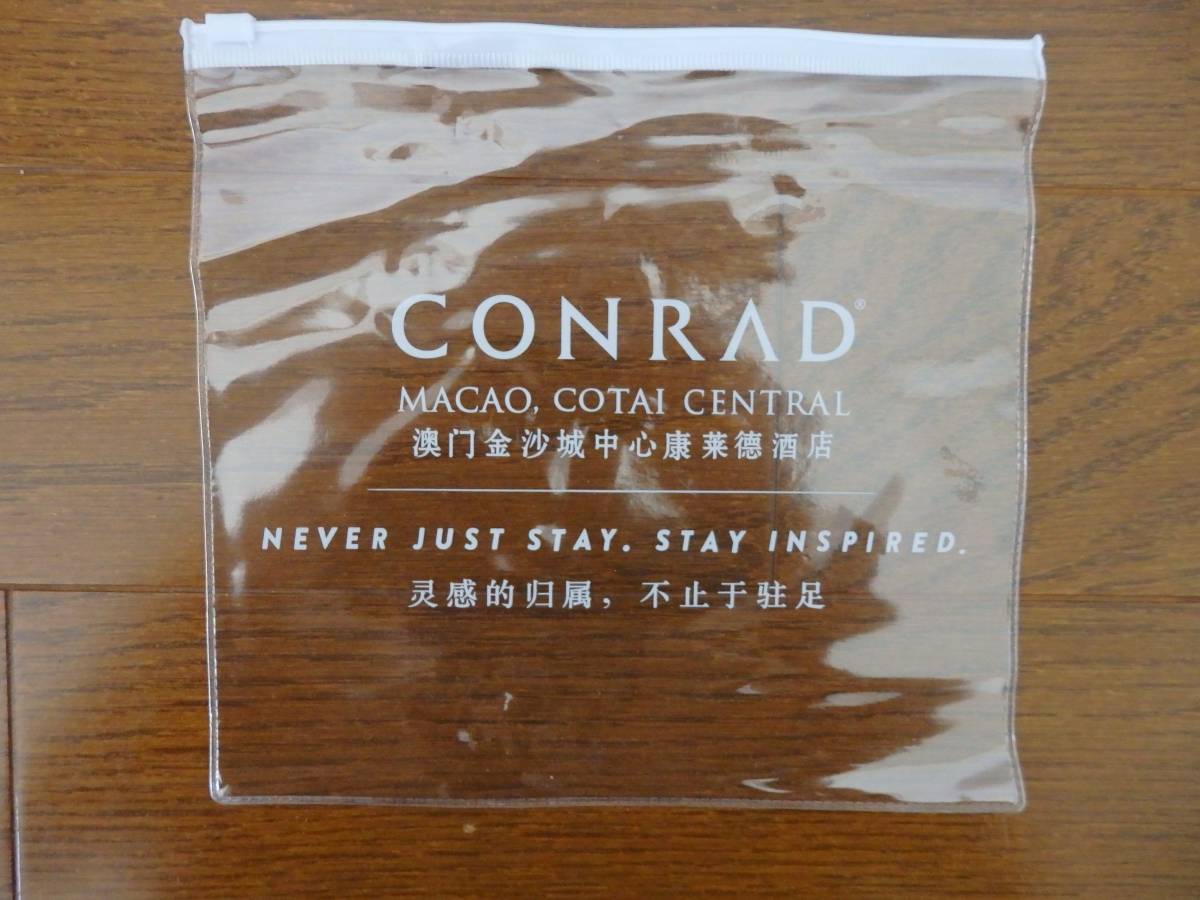 CONRAD®
MACAO, COTAI CENTRAL
澳门金沙城中心康莱德酒店
NEVER JUST STAY. STAY INSPIRED.
灵感的归属，不止于驻足